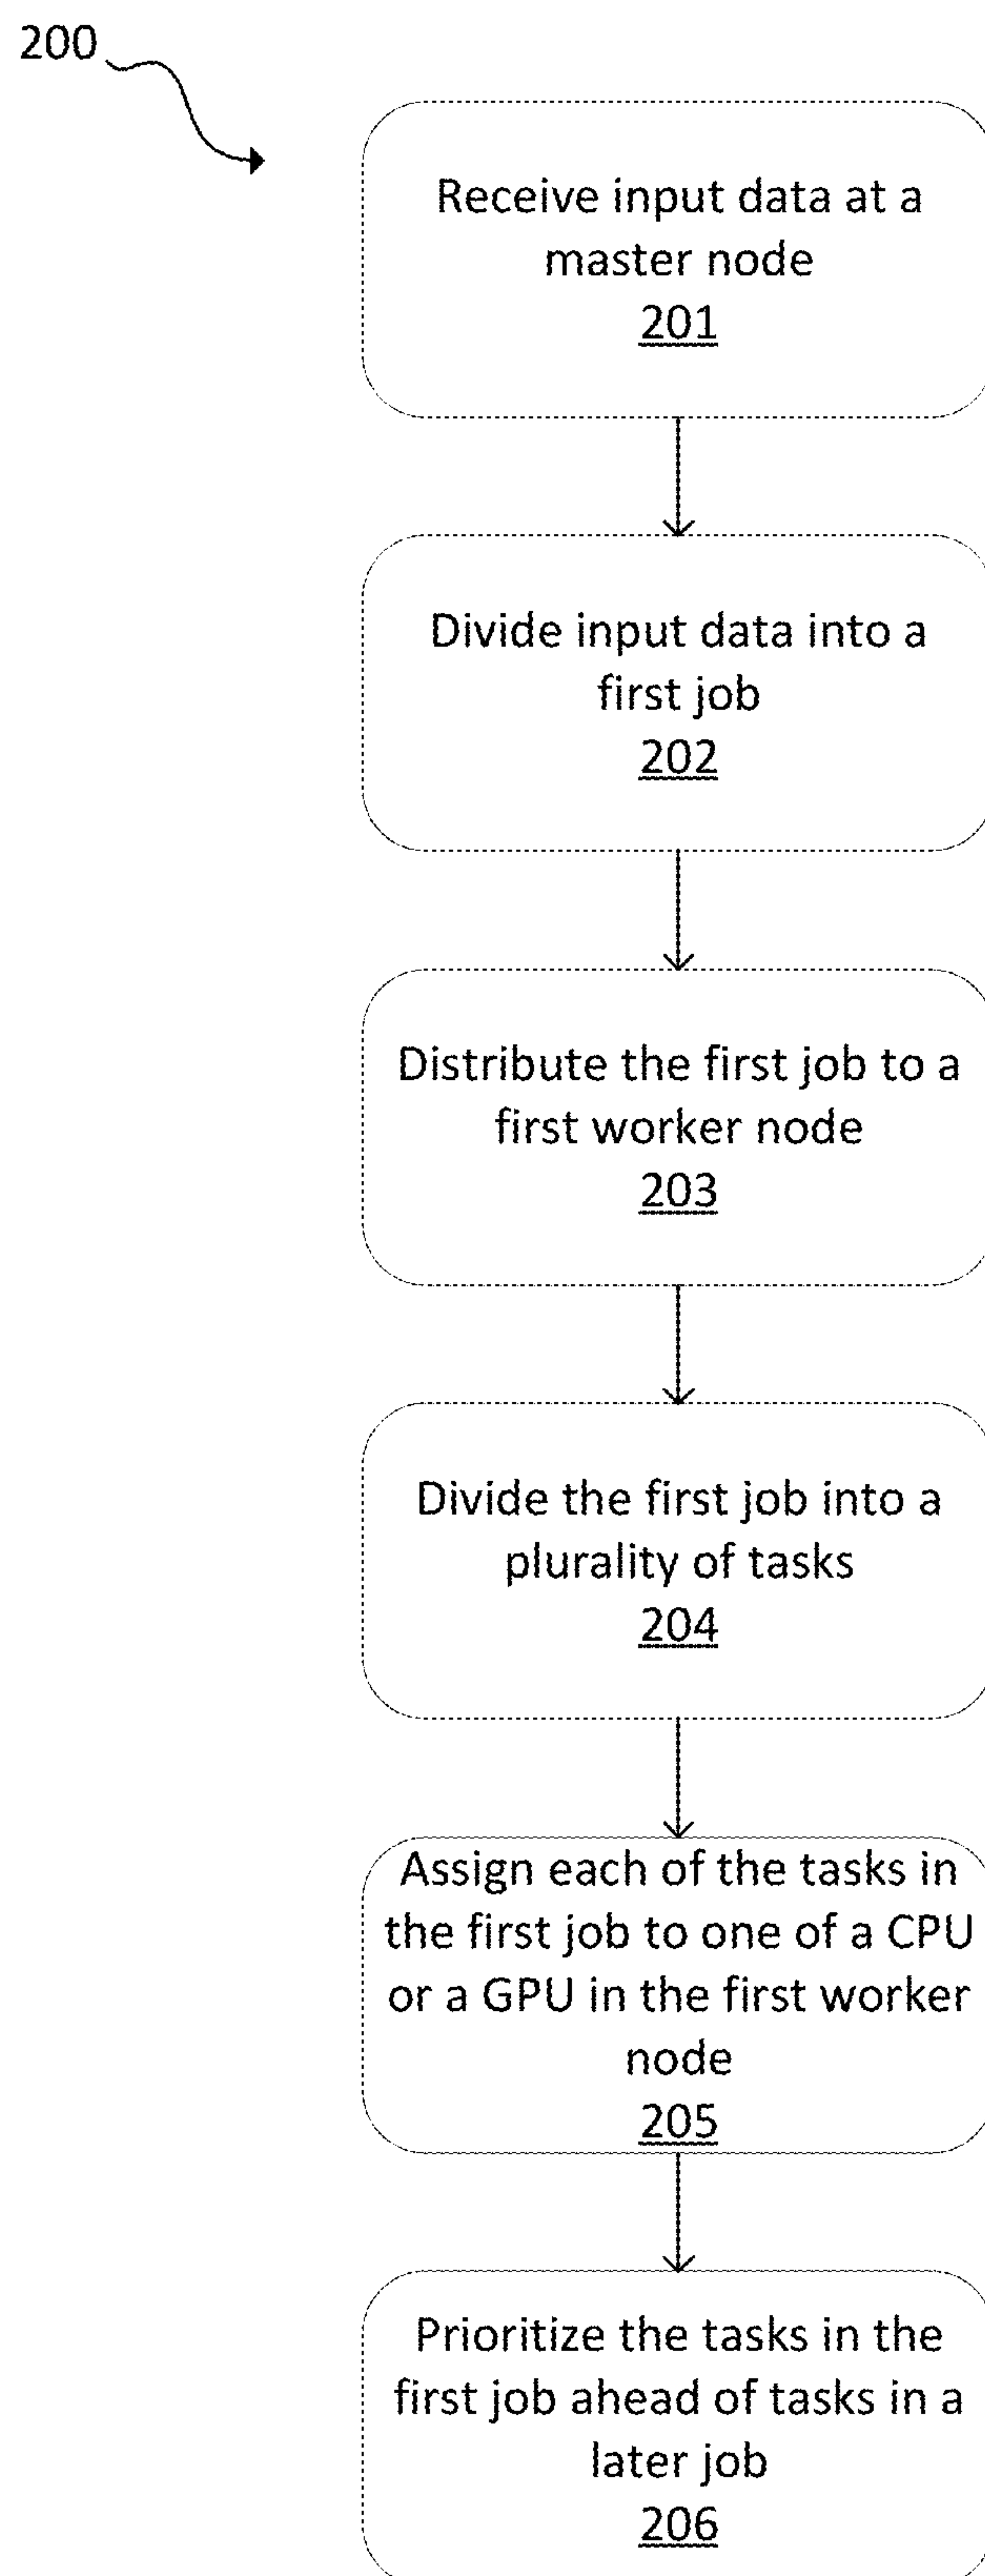 200
Receive input data at a
master node
201
Divide input data into a
first job
202
Distribute the first job to a
first worker node
203
Divide the first job into a
plurality of tasks
204
Assign each of the tasks in
the first job to one of a CPU
or a GPU in the first worker
node
205
Prioritize the tasks in the
first job ahead of tasks in a
later job
206